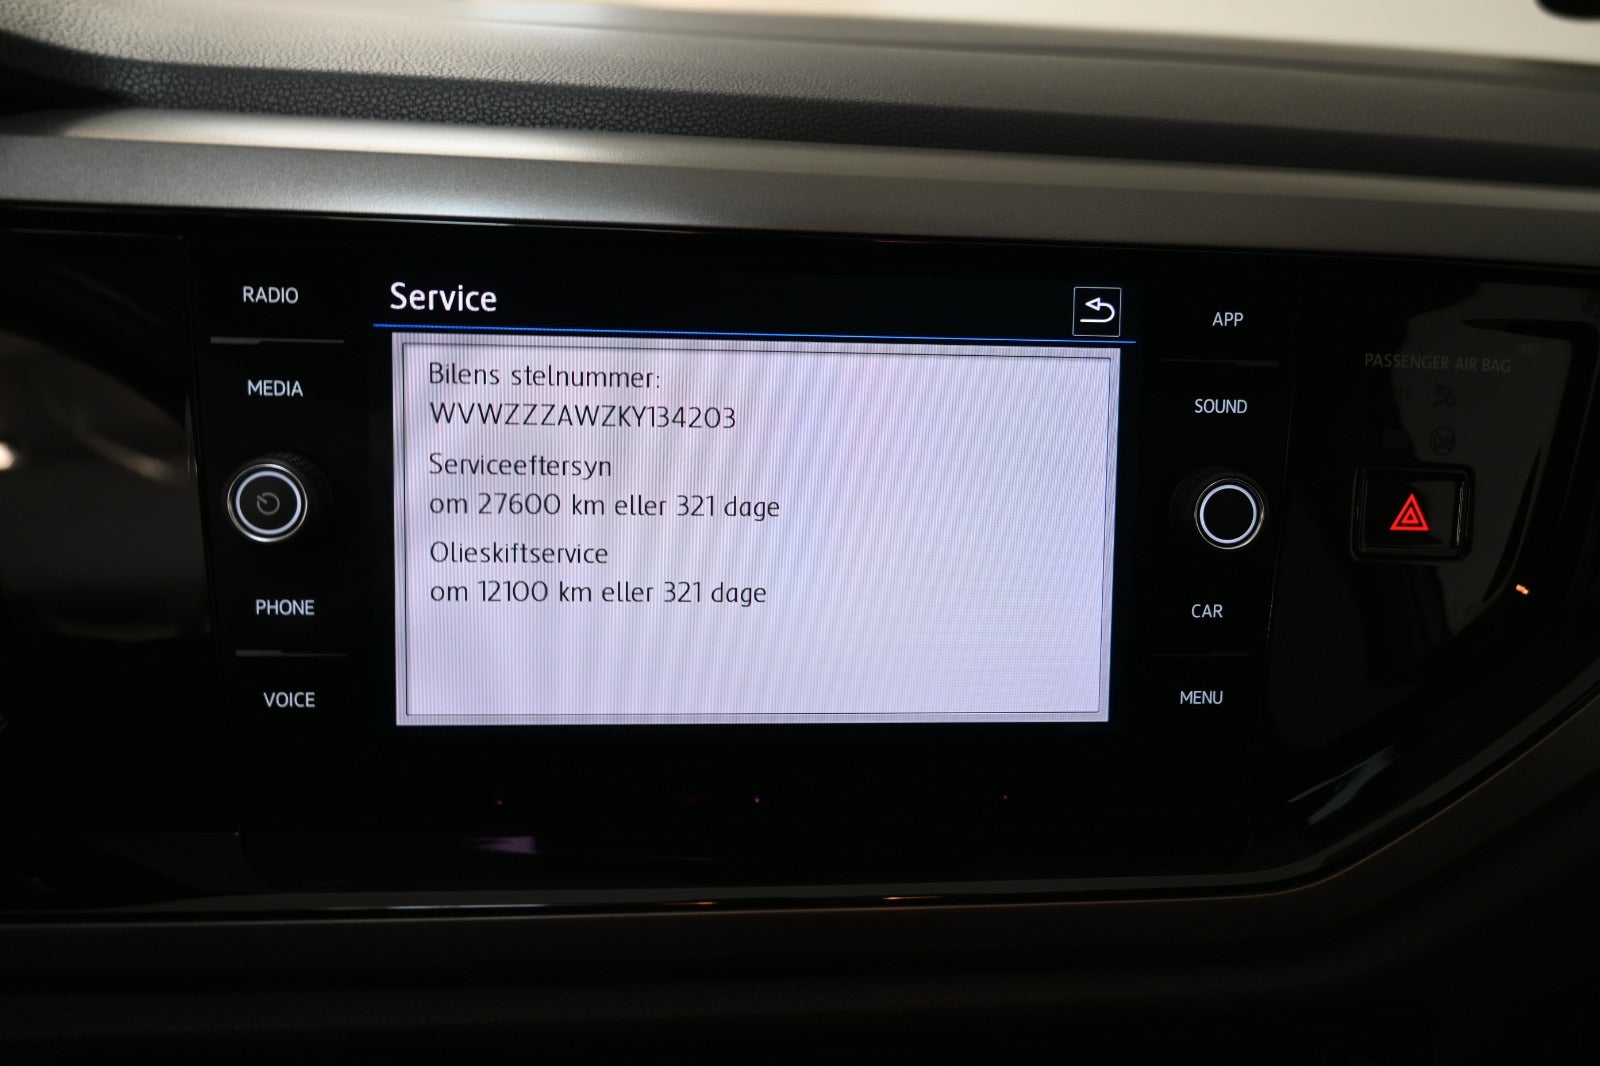 RADIO
MEDIA
PHONE
VOICE
Service
Bilens stelnummer:
WVWZZZAWZKY134203
Serviceeftersyn
om 27600 km eller 321 dage
Olieskiftservice
om 12100 km eller 321 dage
APP
SOUND
CAR
MENU
PASSENGER AIR BAG